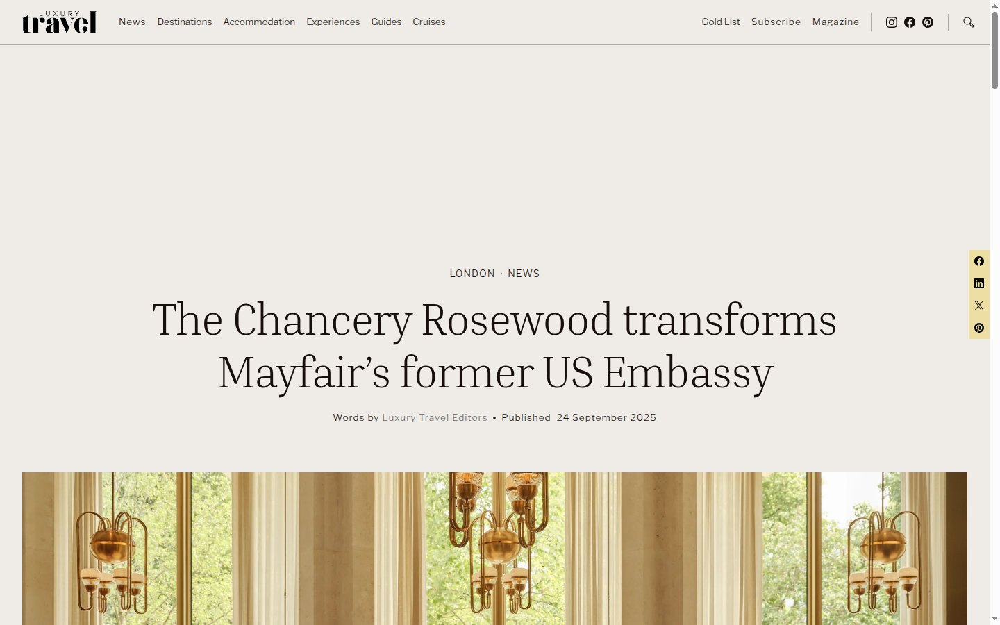 LUXURY
travel
News
Destinations
Accommodation
Experiences
Guides
Cruises
Gold List
Subscribe
Magazine
LONDON · NEWS
The Chancery Rosewood transforms
Mayfair’s former US Embassy
Words by Luxury Travel Editors • Published 24 September 2025